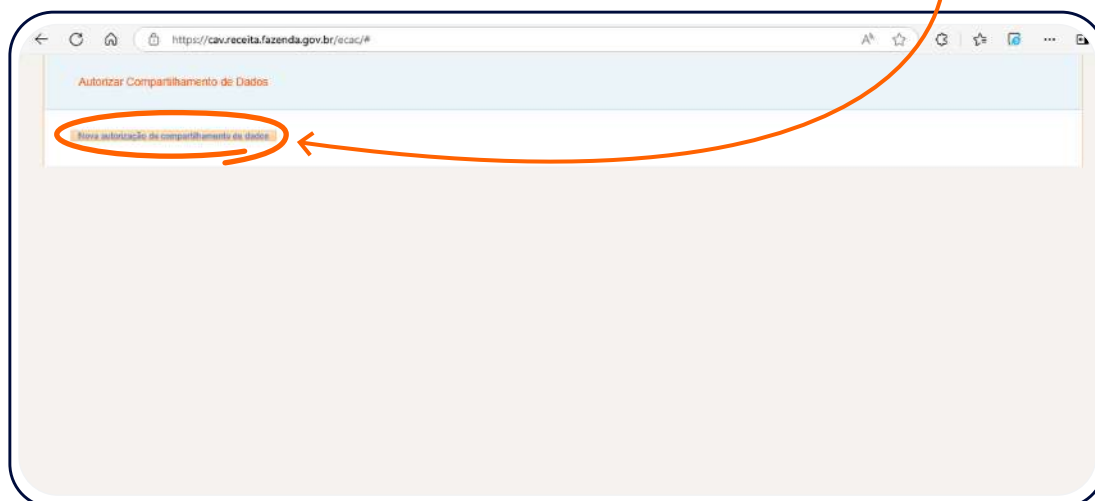 https://cav.receita.fazenda.gov.br/ecac/#
Autorizar Compartilhamento de Dados
Nova autorização de compartilhamento de dados